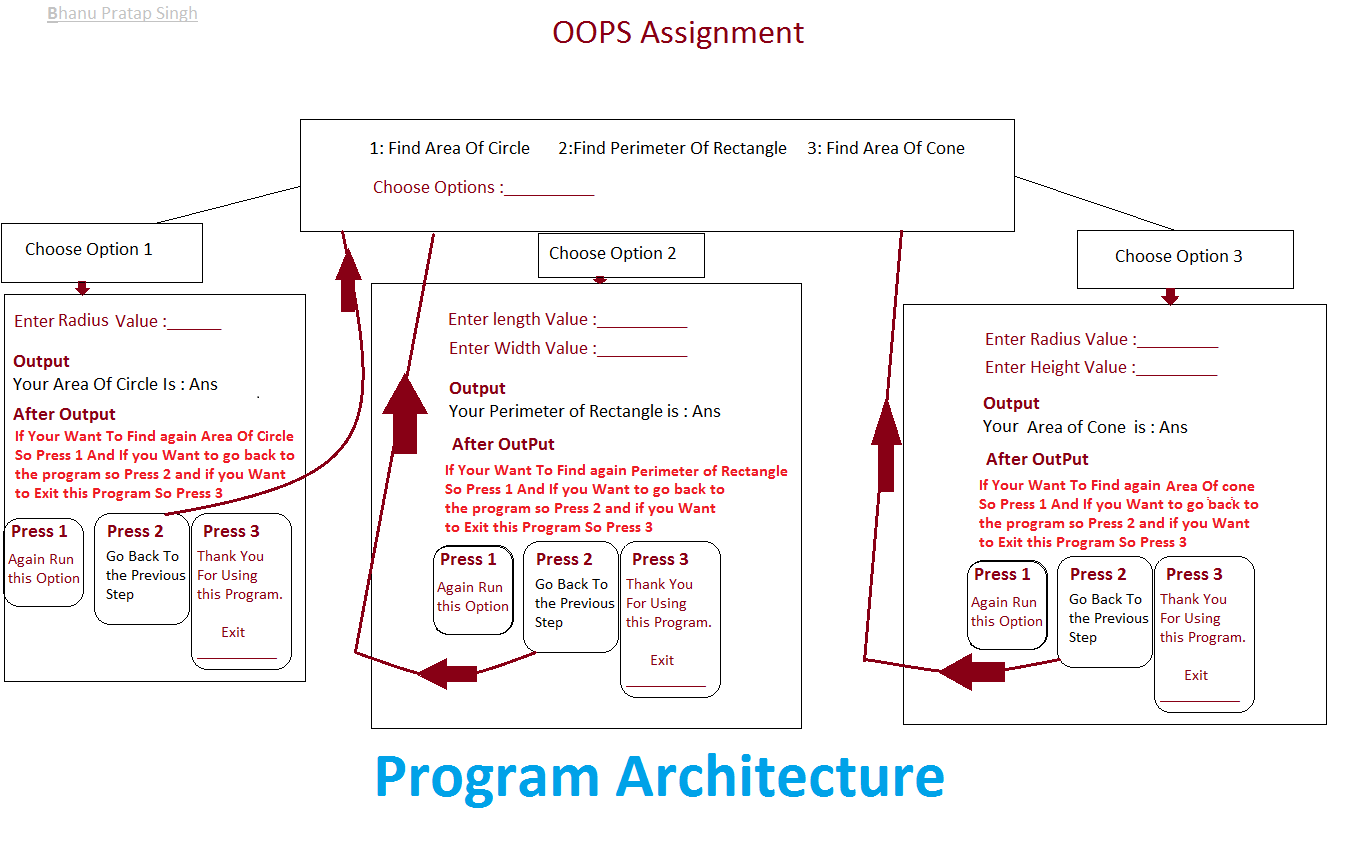 Bhanu Pratap Singh
OOPS Assignment
1: Find Area Of Circle 2:Find Perimeter Of Rectangle 3: Find Area Of Cone
Choose Options :__________
Choose Option 1
Enter Radius Value :______
Output
Your Area Of Circle Is : Ans
.
After Output
If Your Want To Find again Area Of Circle
So Press 1 And If you Want to go back to
the program so Press 2 and if you Want
to Exit this Program So Press 3
Press 1
Again Run
this Option
Press 2
Go Back To
the Previous
Step
Press 3
Thank You
For Using
this Program.
Exit
Choose Option 2
Enter length Value :__________
Enter Width Value :__________
Output
Your Perimeter of Rectangle is : Ans
After OutPut
If Your Want To Find again Perimeter of Rectangle
So Press 1 And If you Want to go back to
the program so Press 2 and if you Want
to Exit this Program So Press 3
Press 1
Again Run
this Option
Press 2
Go Back To
the Previous
Step
Press 3
Thank You
For Using
this Program.
Exit
Choose Option 3
Enter Radius Value :_________
Enter Height Value :_________
Output
Your Area of Cone is : Ans
After OutPut
If Your Want To Find again Area Of cone
So Press 1 And If you Want to go back to
the program so Press 2 and if you Want
to Exit this Program So Press 3
Press 1
Again Run
this Option
Press 2
Go Back To
the Previous
Step
Press 3
Thank You
For Using
this Program.
Exit
Program Architecture